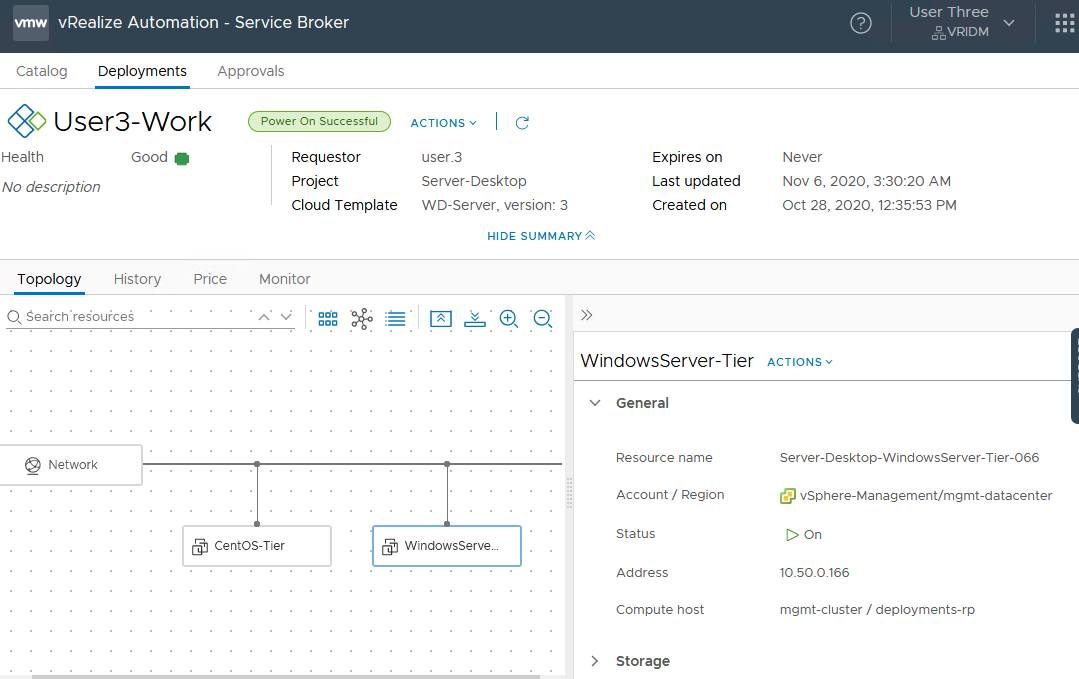 vmw vRealize Automation - Service Broker
User Three
VRIDM
Catalog Deployments Approvals
User3-Work Power On Successful ACTIONS
Health Good
No description
Requestor user.3
Project Server-Desktop
Cloud Template WD-Server, version: 3
Expires on Never
Last updated Nov 6, 2020, 3:30:20 AM
Created on Oct 28, 2020, 12:35:53 PM
HIDE SUMMARY
Topology History Price Monitor
Search resources
Network
CentOS-Tier
WindowsServe...
WindowsServer-Tier ACTIONS
General
Resource name Server-Desktop-WindowsServer-Tier-066
Account / Region vSphere-Management/mgmt-datacenter
Status On
Address 10.50.0.166
Compute host mgmt-cluster / deployments-rp
Storage